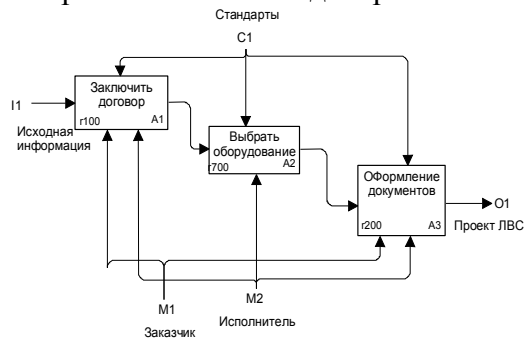 Стандарты
C1
I1
Исходная
информация
Заключить
договор
r100
A1
Выбрать
оборудование
r700
A2
ОФормление
документов
r200
A3
O1
Проект ЛВС
M1
Заказчик
M2
Исполнитель